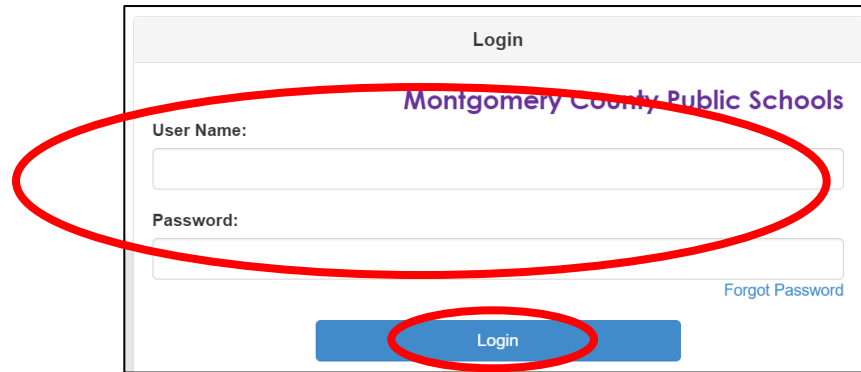 Login
Montgomery County Public Schools
User Name:
Password:
Forgot Password
Login